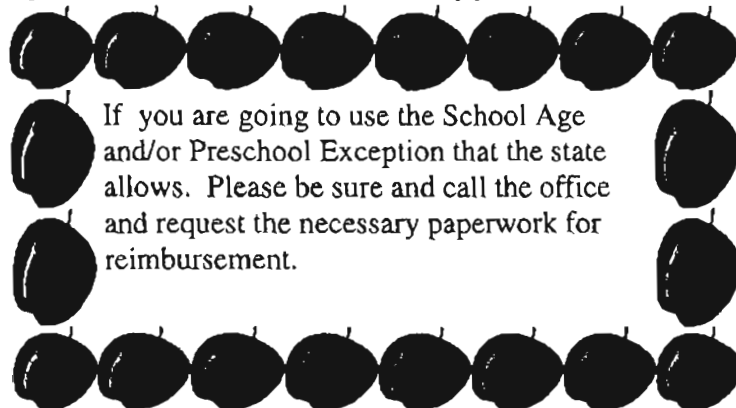 If you are going to use the School Age
and/or Preschool Exception that the state
allows. Please be sure and call the office
and request the necessary paperwork for
reimbursement.